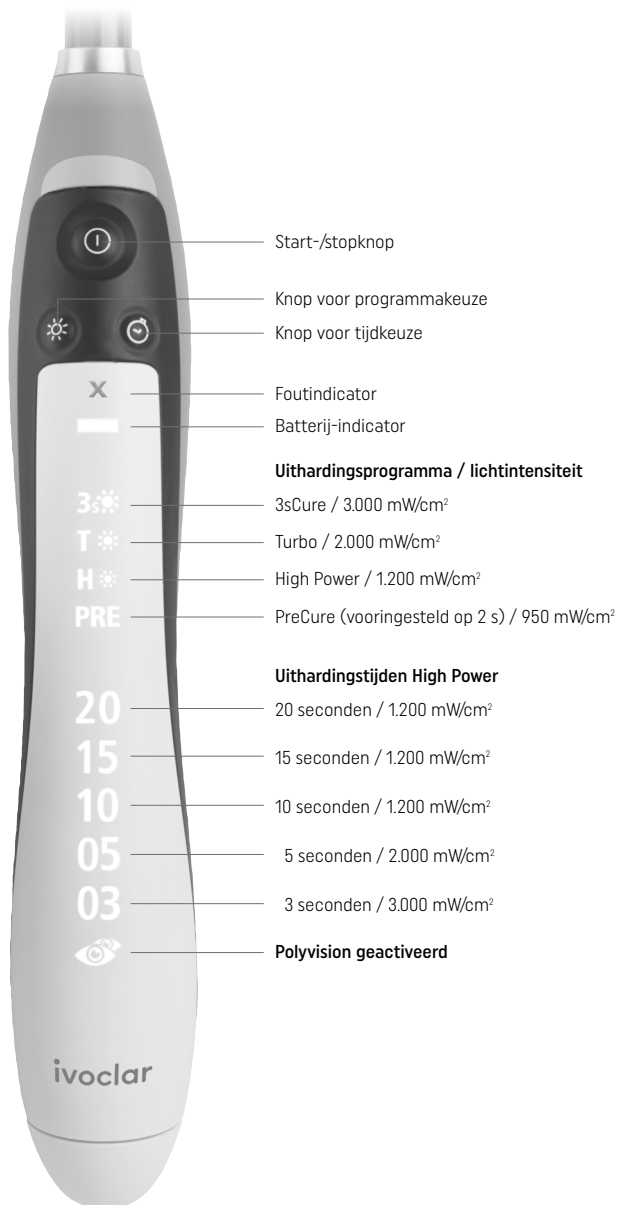 Start-/stopknop
Knop voor programmakeuze
Knop voor tijdkeuze
X
Foutindicator
Batterij-indicator
Uithardingsprogramma / lichtintensiteit
3s
3sCure / 3.000 mW/cm²
T
Turbo / 2.000 mW/cm²
H
High Power / 1.200 mW/cm²
PRE
PreCure (vooringesteld op 2 s) / 950 mW/cm²
Uithardingstijden High Power
20
20 seconden / 1.200 mW/cm²
15
15 seconden / 1.200 mW/cm²
10
10 seconden / 1.200 mW/cm²
05
5 seconden / 2.000 mW/cm²
03
3 seconden / 3.000 mW/cm²
Polyvision geactiveerd
ivoclar